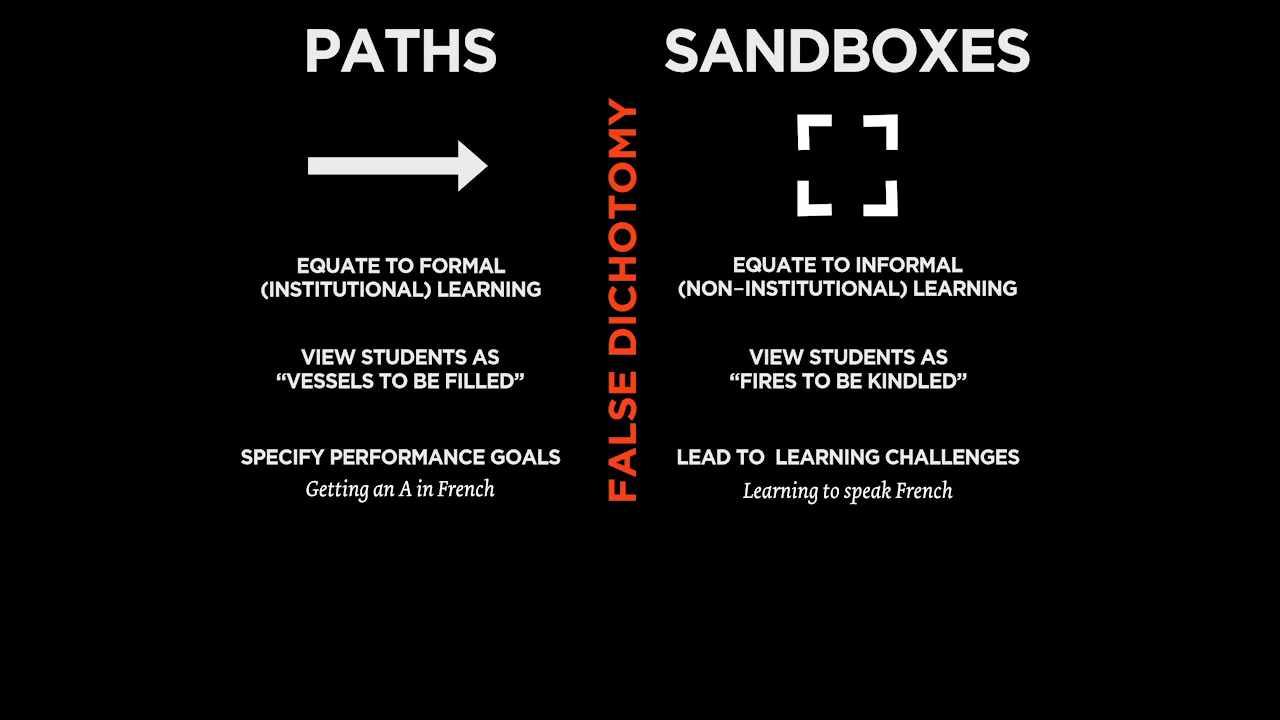 PATHS
EQUATE TO FORMAL
(INSTITUTIONAL) LEARNING
VIEW STUDENTS AS
“VESSELS TO BE FILLED”
SPECIFY PERFORMANCE GOALS
Getting an A in French
FALSE DICHOTOMY
SANDBOXES
EQUATE TO INFORMAL
(NON–INSTITUTIONAL) LEARNING
VIEW STUDENTS AS
“FIRES TO BE KINDLED”
LEAD TO  LEARNING CHALLENGES
Learning to speak French